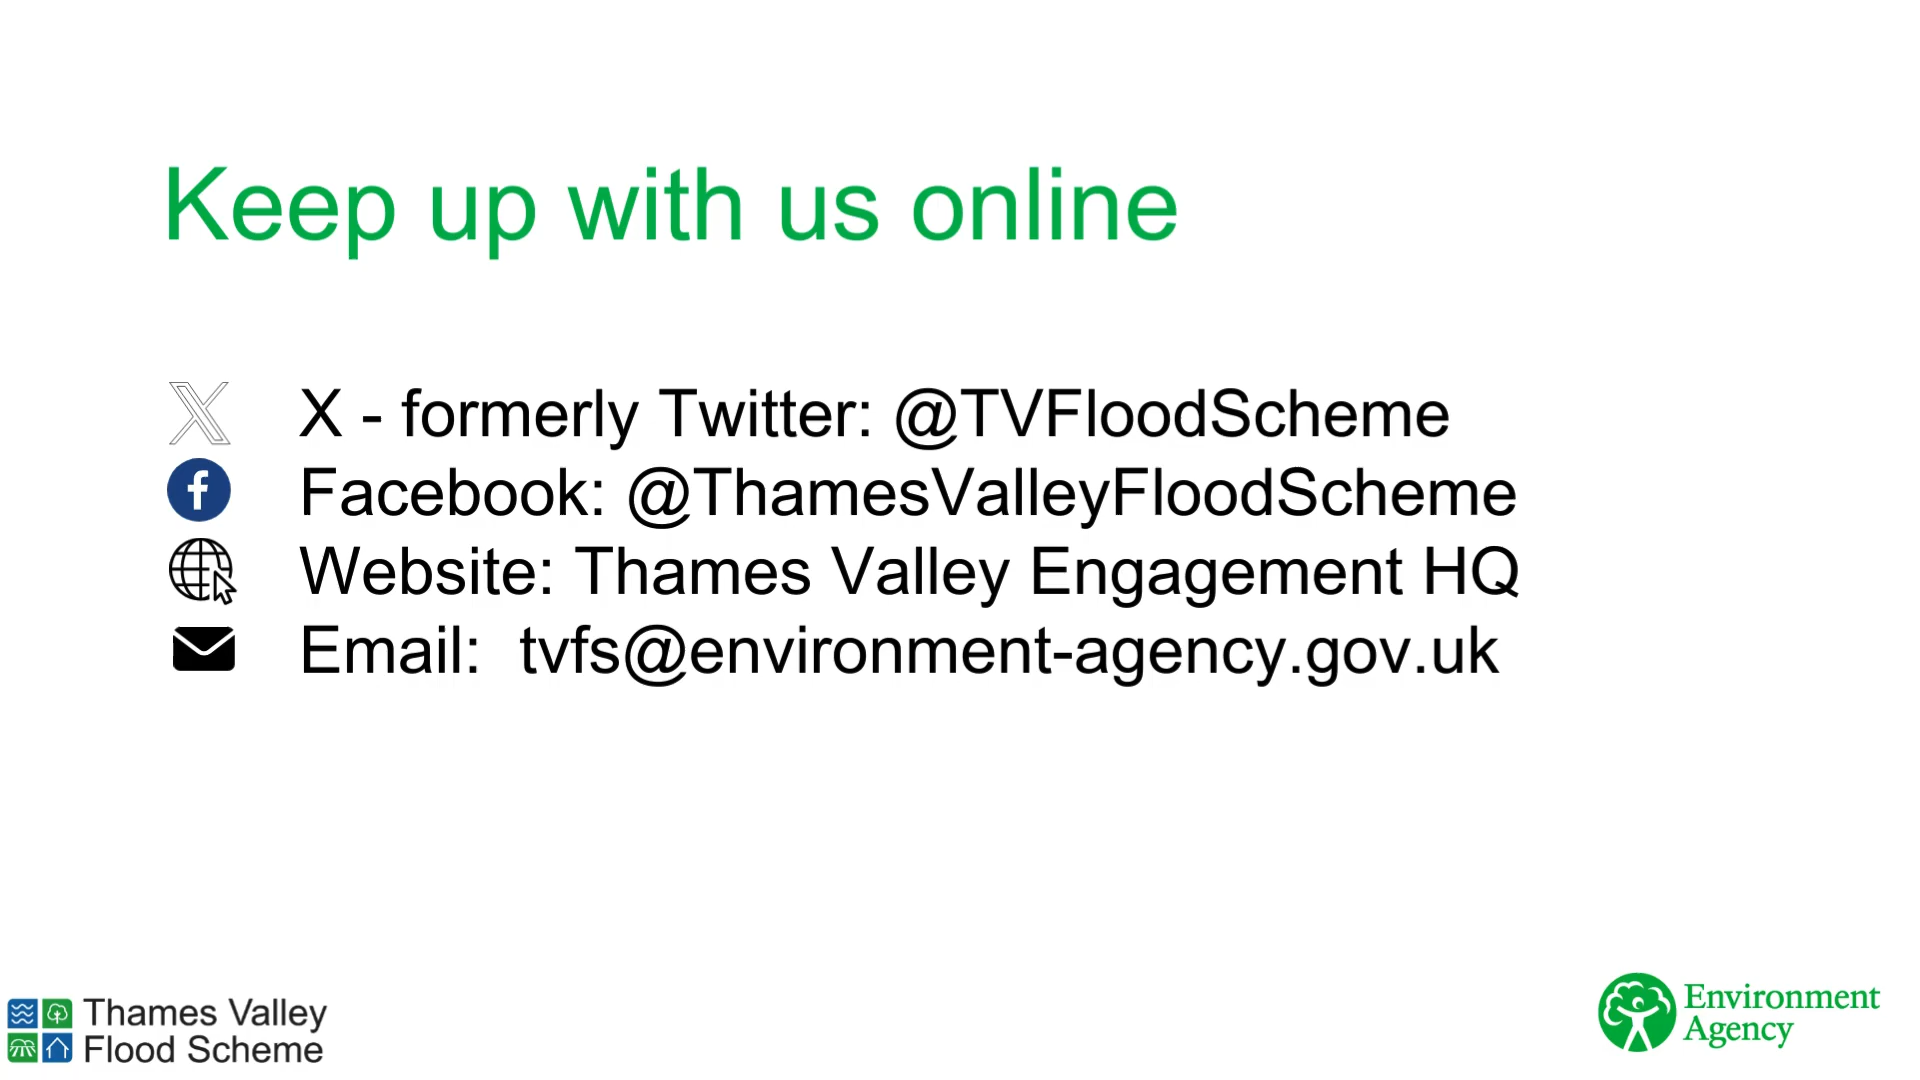 Keep up with us online
X - formerly Twitter: @TVFloodScheme
Facebook: @ThamesValleyFloodScheme
Website: Thames Valley Engagement HQ
Email:  tvfs@environment-agency.gov.uk
Thames Valley
Flood Scheme
Environment
Agency